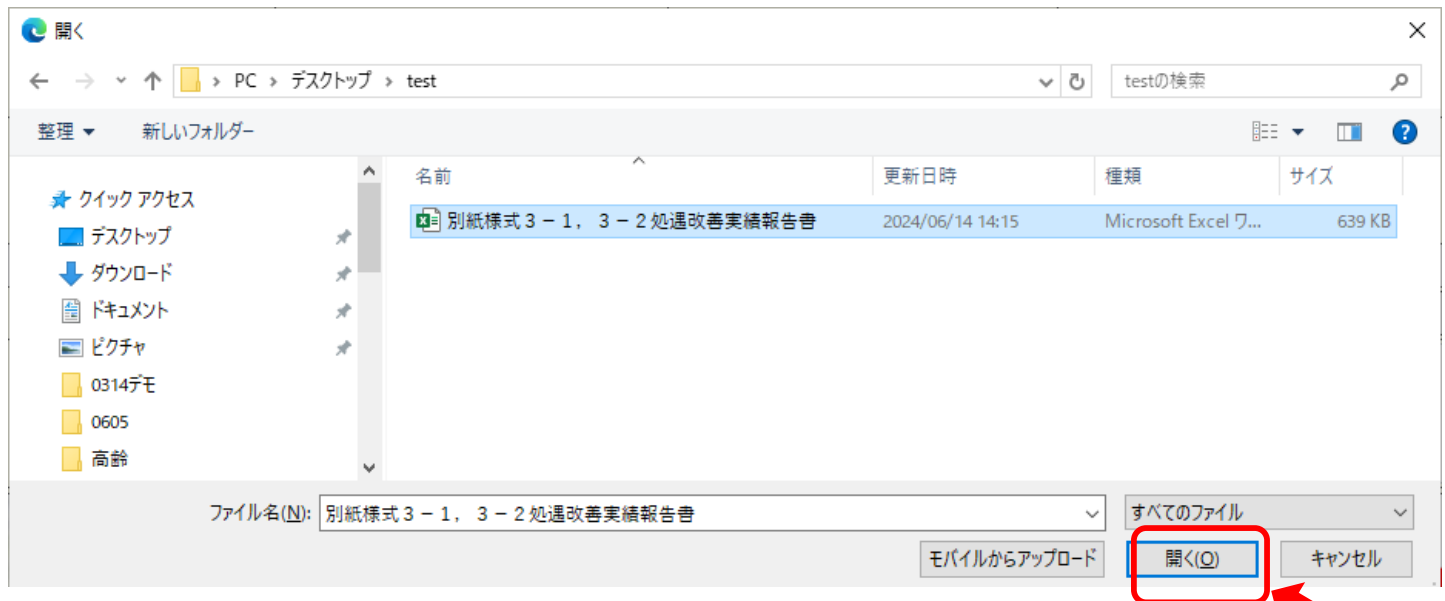 開く
PC › デスクトップ › test
testの検索
整理
新しいフォルダー
名前 更新日時 種類 サイズ
クイック アクセス
デスクトップ
ダウンロード
ドキュメント
ピクチャ
0314デモ
0605
高齢
別紙様式3-1, 3-2処遇改善実績報告書 2024/06/14 14:15 Microsoft Excel ワ... 639 KB
ファイル名(N): 別紙様式3-1, 3-2処遇改善実績報告書 すべてのファイル
モバイルからアップロード 開く(O) キャンセル